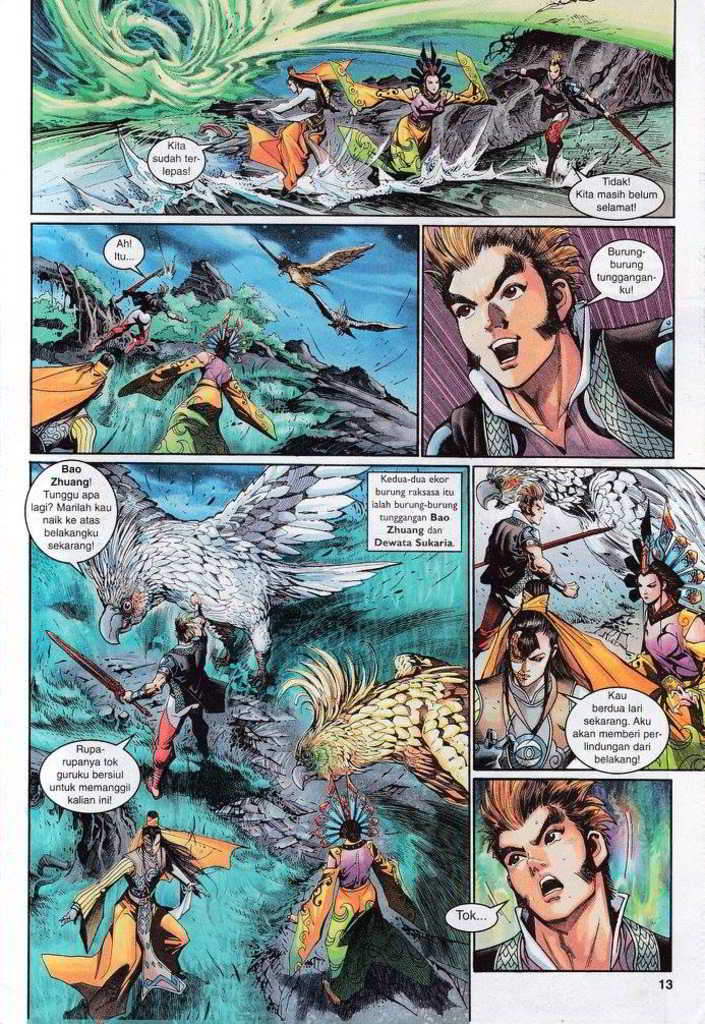 Kita
sudah ter-
lepas!
Tidak!
Kita masih belum
selamat!
Ah!
Itu...
Burung-
burung
tunggangan-
ku!
Bao
Zhuang!
Tunggu apa
lagi? Marilah kau
naik ke atas
belakangku
sekarang!
Kedua-dua ekor
burung raksasa itu
ialah burung-burung
tunggangan Bao
Zhuang dan
Dewata Sukaria.
Rupa-
rupanya tok
guruku bersiul
untuk memanggil
kalian ini!
Kau
berdua lari
sekarang. Aku
akan memberi per-
lindungan dari
belakang!
Tok...
13